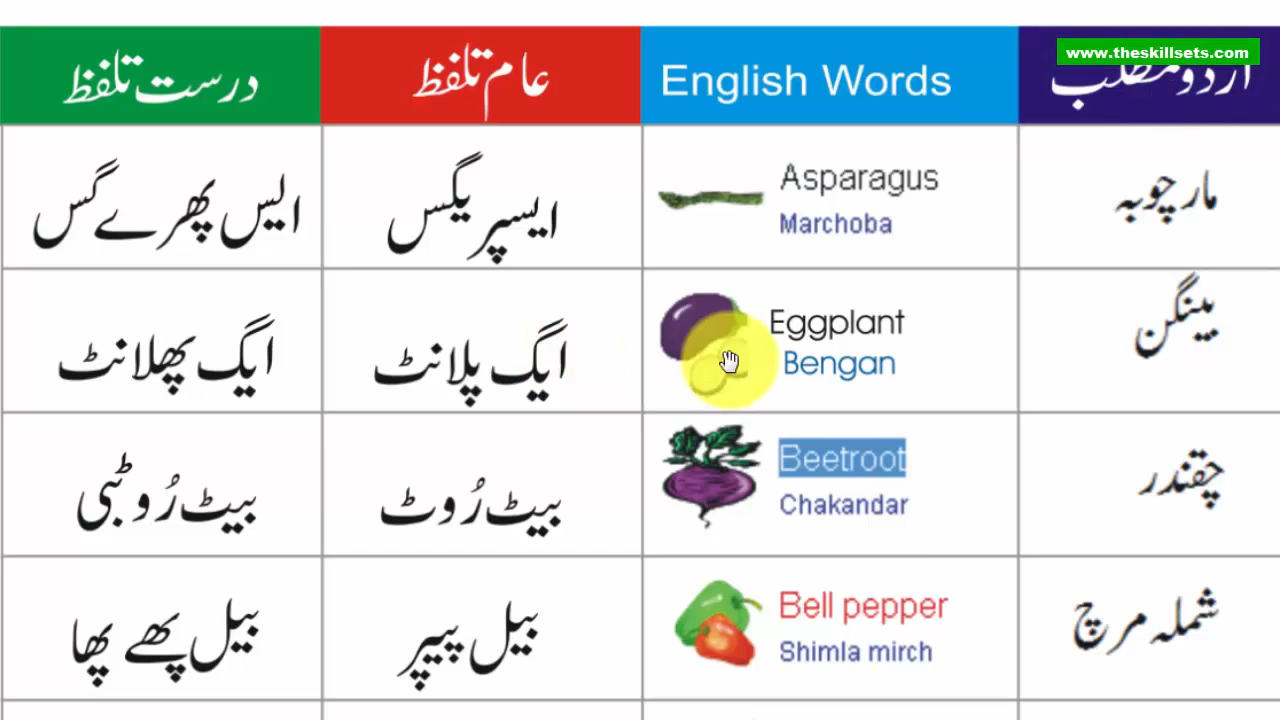 www.theskillsets.com
اردو مطلب
English Words
عام تلفظ
درست تلفظ
مارچوبہ
Asparagus
Marchoba
ایسپریگس
ایس پھرے گس
بینگن
Eggplant
Bengan
ایگ پلانٹ
ایگ پھلانٹ
چقندر
Beetroot
Chakandar
بیٹ رُوٹ
بیٹ رُوٹبی
شملہ مرچ
Bell pepper
Shimla mirch
بیل پیپر
بیل پھے پھا